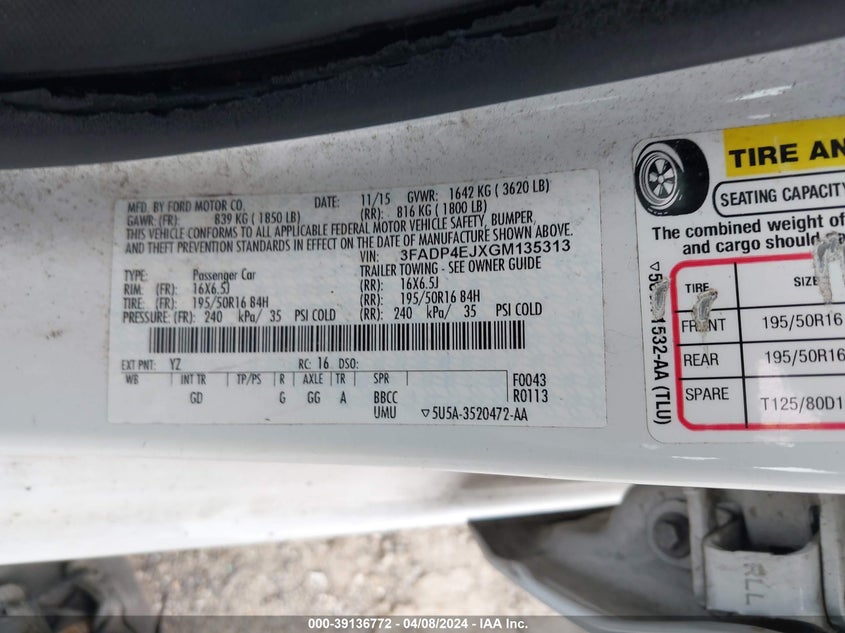 MFD. BY FORD MOTOR CO. DATE: 11/15 GVWR: 1642 KG ( 3620 LB)
GAWR: (FR): 839 KG ( 1850 LB) (RR): 816 KG ( 1800 LB)
THIS VEHICLE CONFORMS TO ALL APPLICABLE FEDERAL MOTOR VEHICLE SAFETY, BUMPER,
AND THEFT PREVENTION STANDARDS IN EFFECT ON THE DATE OF MANUFACTURE SHOWN ABOVE.
VIN: 3FADP4EJXGM135313
TYPE: Passenger Car TRAILER TOWING - SEE OWNER GUIDE
RIM: (FR): 16X6.5J (RR): 16X6.5J
TIRE: (FR): 195/50R16 84H (RR): 195/50R16 84H
PRESSURE: (FR): 240 kPa/ 35 PSI COLD (RR): 240 kPa/ 35 PSI COLD
EXT PNT: YZ RC: 16 DSO:
WB INT TR TP/PS R AXLE TR SPR F0043
GD G GG A BBCC R0113
UMU ▽5U5A-3520472-AA
TIRE AN
SEATING CAPACITY
The combined weight of
and cargo should
TIRE SIZE
FRONT 195/50R16
REAR 195/50R16
SPARE T125/80D1
1532-AA (TLU)
RLL
000-39136772 - 04/08/2024 - IAA Inc.